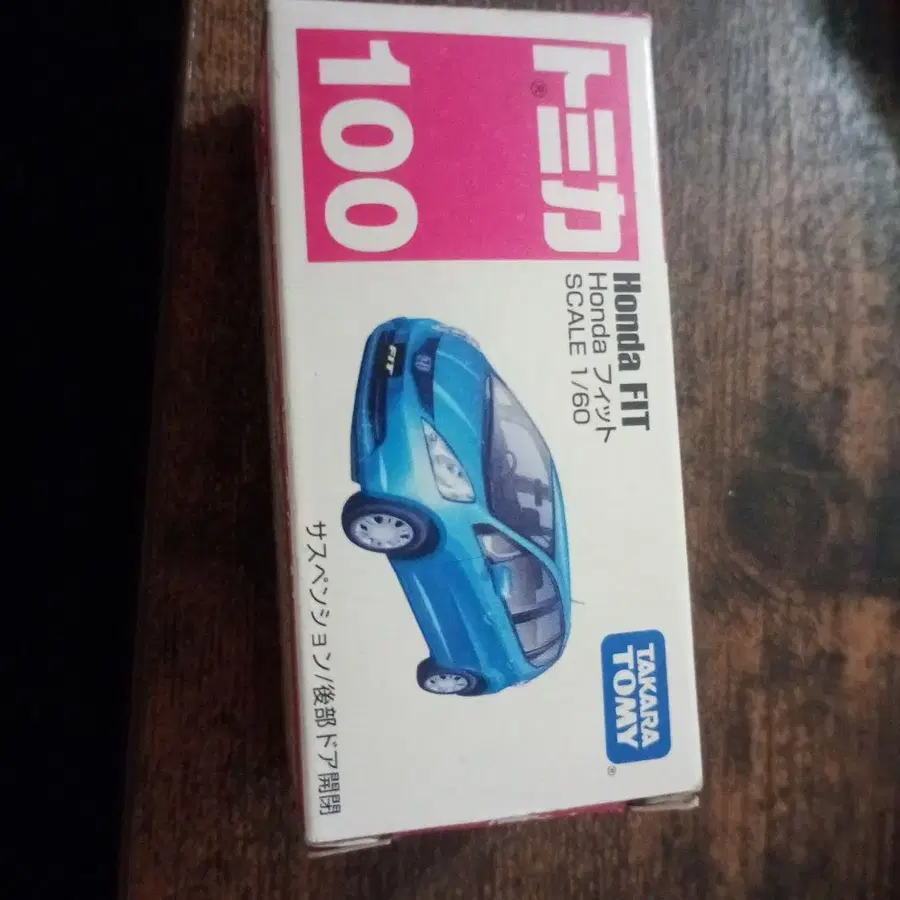 トミカ®
100
Honda FIT
Honda フィット
SCALE 1/60
FIT
TAKARA
TOMY®
サスペンション/後部ドア開閉